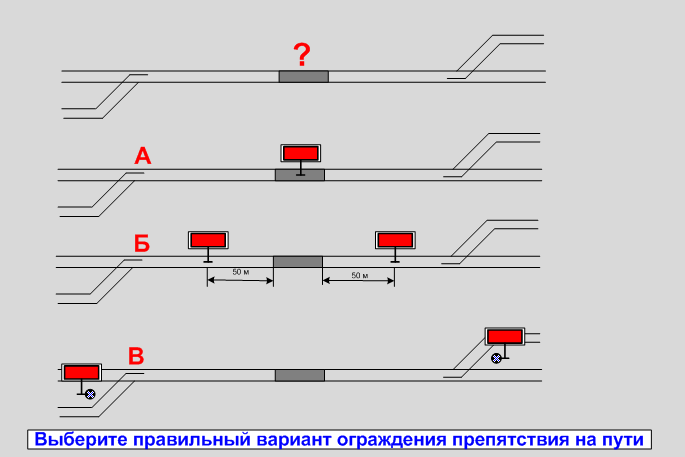 ?
А
Б
50 м
50 м
В
Выберите правильный вариант ограждения препятствия на пути